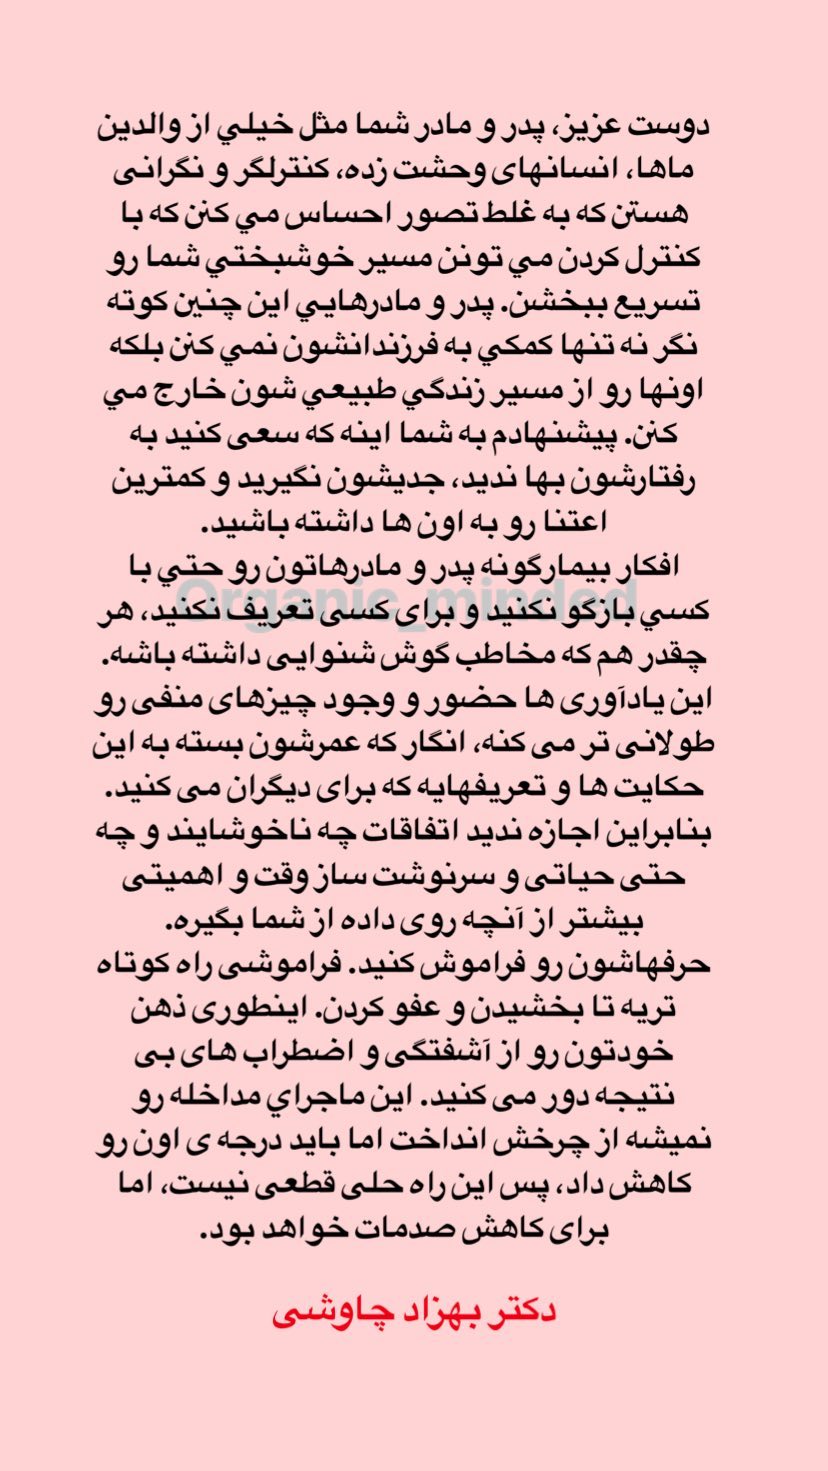 دوست عزیز، پدر و مادر شما مثل خیلي از والدین
ماها، انسانهای وحشت زده، کنترلگر و نگرانی
هستن که به غلط تصور احساس مي کنن که با
کنترل کردن مي تونن مسیر خوشبختي شما رو
تسریع ببخشن. پدر و مادرهایي این چنین کوته
نگر نه تنها کمکي به فرزندانشون نمي کنن بلکه
اونها رو از مسیر زندگي طبیعي شون خارج مي
کنن. پیشنهادم به شما اینه که سعی کنید به
رفتارشون بها ندید، جدیشون نگیرید و کمترین
اعتنا رو به اون ها داشته باشید.
افکار بیمارگونه پدر و مادرهاتون رو حتي با
Organic_minded
کسي بازگو نکنید و برای کسی تعریف نکنید، هر
چقدر هم که مخاطب گوش شنوایی داشته باشه.
این یادآوری ها حضور و وجود چیزهای منفی رو
طولانی تر می کنه، انگار که عمرشون بسته به این
حکایت ها و تعریفهایه که برای دیگران می کنید.
بنابراین اجازه ندید اتفاقات چه ناخوشایند و چه
حتی حیاتی و سرنوشت ساز وقت و اهمیتی
بیشتر از آنچه روی داده از شما بگیره.
حرفهاشون رو فراموش کنید. فراموشی راه کوتاه
تریه تا بخشیدن و عفو کردن. اینطوری ذهن
خودتون رو از آشفتگی و اضطراب های بی
نتیجه دور می کنید. این ماجراي مداخله رو
نمیشه از چرخش انداخت اما باید درجه ی اون رو
کاهش داد، پس این راه حلی قطعی نیست، اما
برای کاهش صدمات خواهد بود.
دکتر بهزاد چاوشی